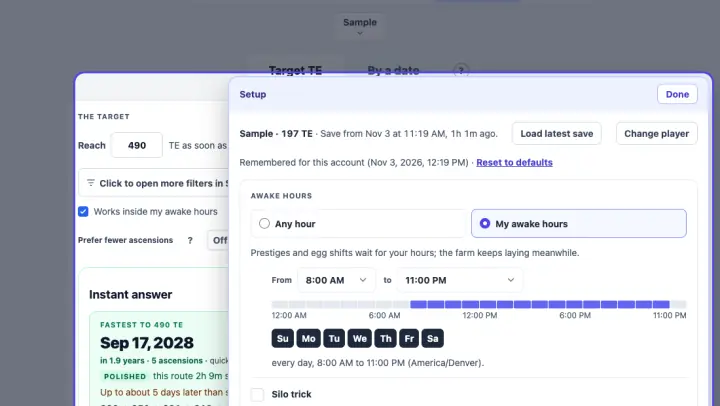 Sample
Target TE By a date ?
Setup
Done
THE TARGET
Reach 490 TE as soon as
Click to open more filters in S
Works inside my awake hours
Prefer fewer ascensions ? Off
Instant answer
FASTEST TO 490 TE
Sep 17, 2028
in 1.9 years · 5 ascensions · quick
POLISHED this route 2h 9m s
Up to about 5 days later than s
Sample · 197 TE · Save from Nov 3 at 11:19 AM, 1h 1m ago.
Load latest save
Change player
Remembered for this account (Nov 3, 2026, 12:19 PM) · Reset to defaults
AWAKE HOURS
Any hour
My awake hours
Prestiges and egg shifts wait for your hours; the farm keeps laying meanwhile.
From 8:00 AM to 11:00 PM
12:00 AM 6:00 AM 12:00 PM 6:00 PM 11:00 PM
Su Mo Tu We Th Fr Sa
every day, 8:00 AM to 11:00 PM (America/Denver).
Silo trick